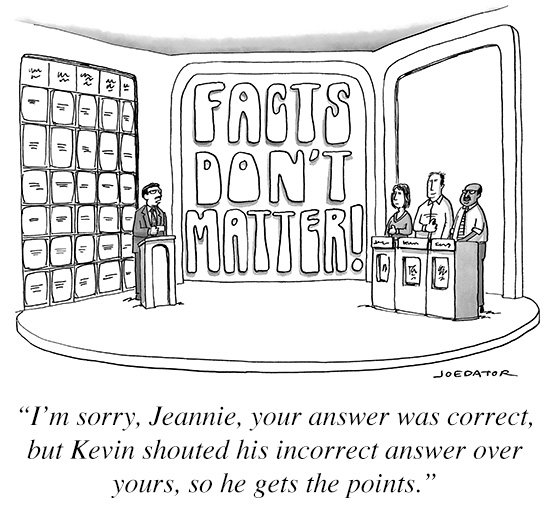 FACTS
DON'T
MATTER!
JOEDATOR
“I’m sorry, Jeannie, your answer was correct,
but Kevin shouted his incorrect answer over
yours, so he gets the points.”